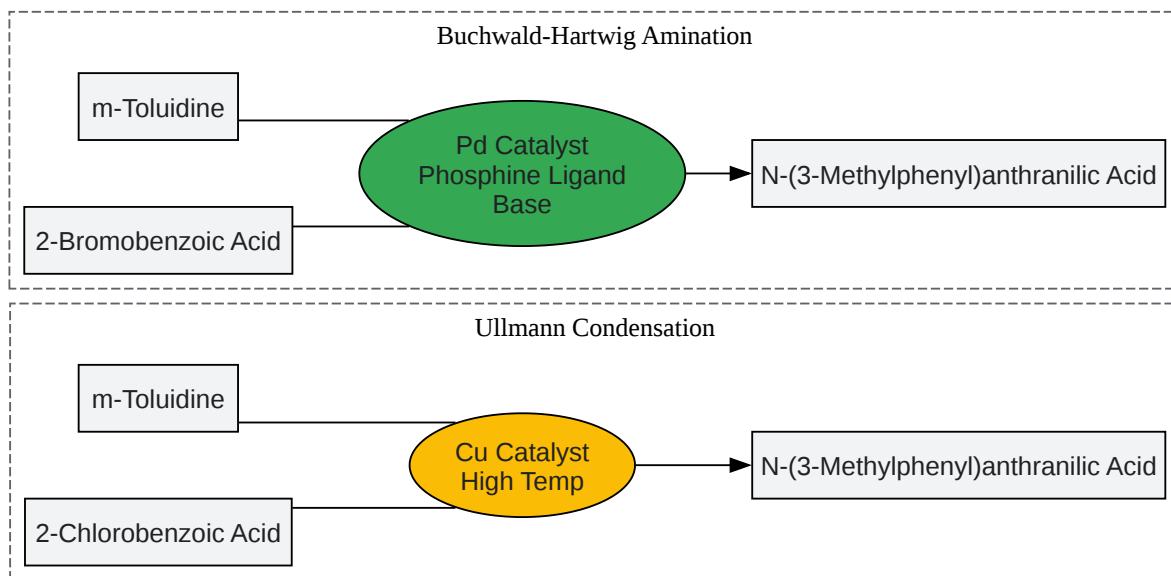 Buchwald-Hartwig Amination
m-Toluidine
Pd Catalyst
Phosphine Ligand
Base
N-(3-Methylphenyl)anthranilic Acid
2-Bromobenzoic Acid
Ullmann Condensation
m-Toluidine
Cu Catalyst
High Temp
N-(3-Methylphenyl)anthranilic Acid
2-Chlorobenzoic Acid